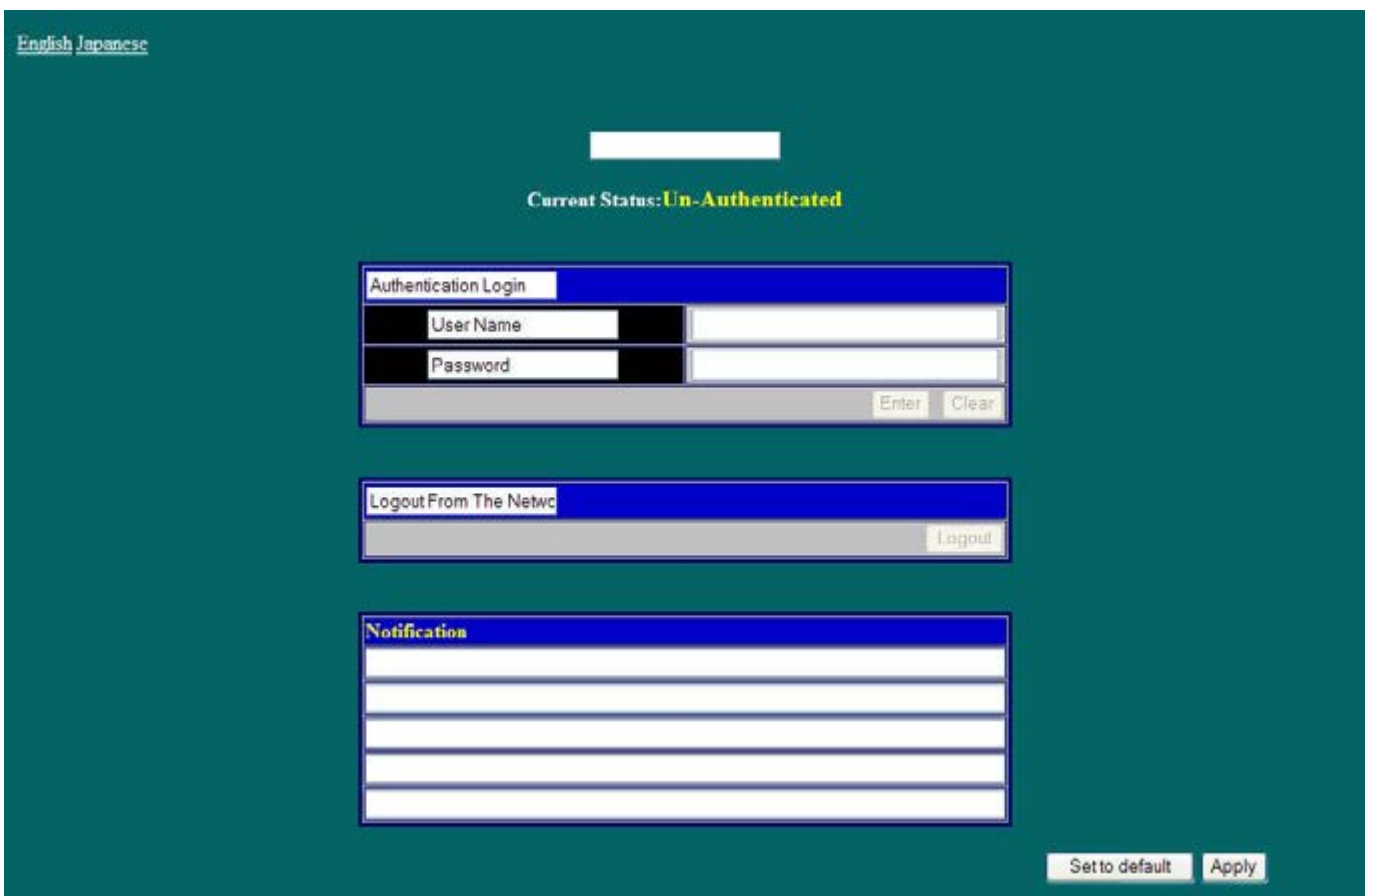 English Japanese
Current Status:Un-Authenticated
Authentication Login
User Name
Password
Enter Clear
Logout From The Netwc
Logout
Notification
Set to default Apply